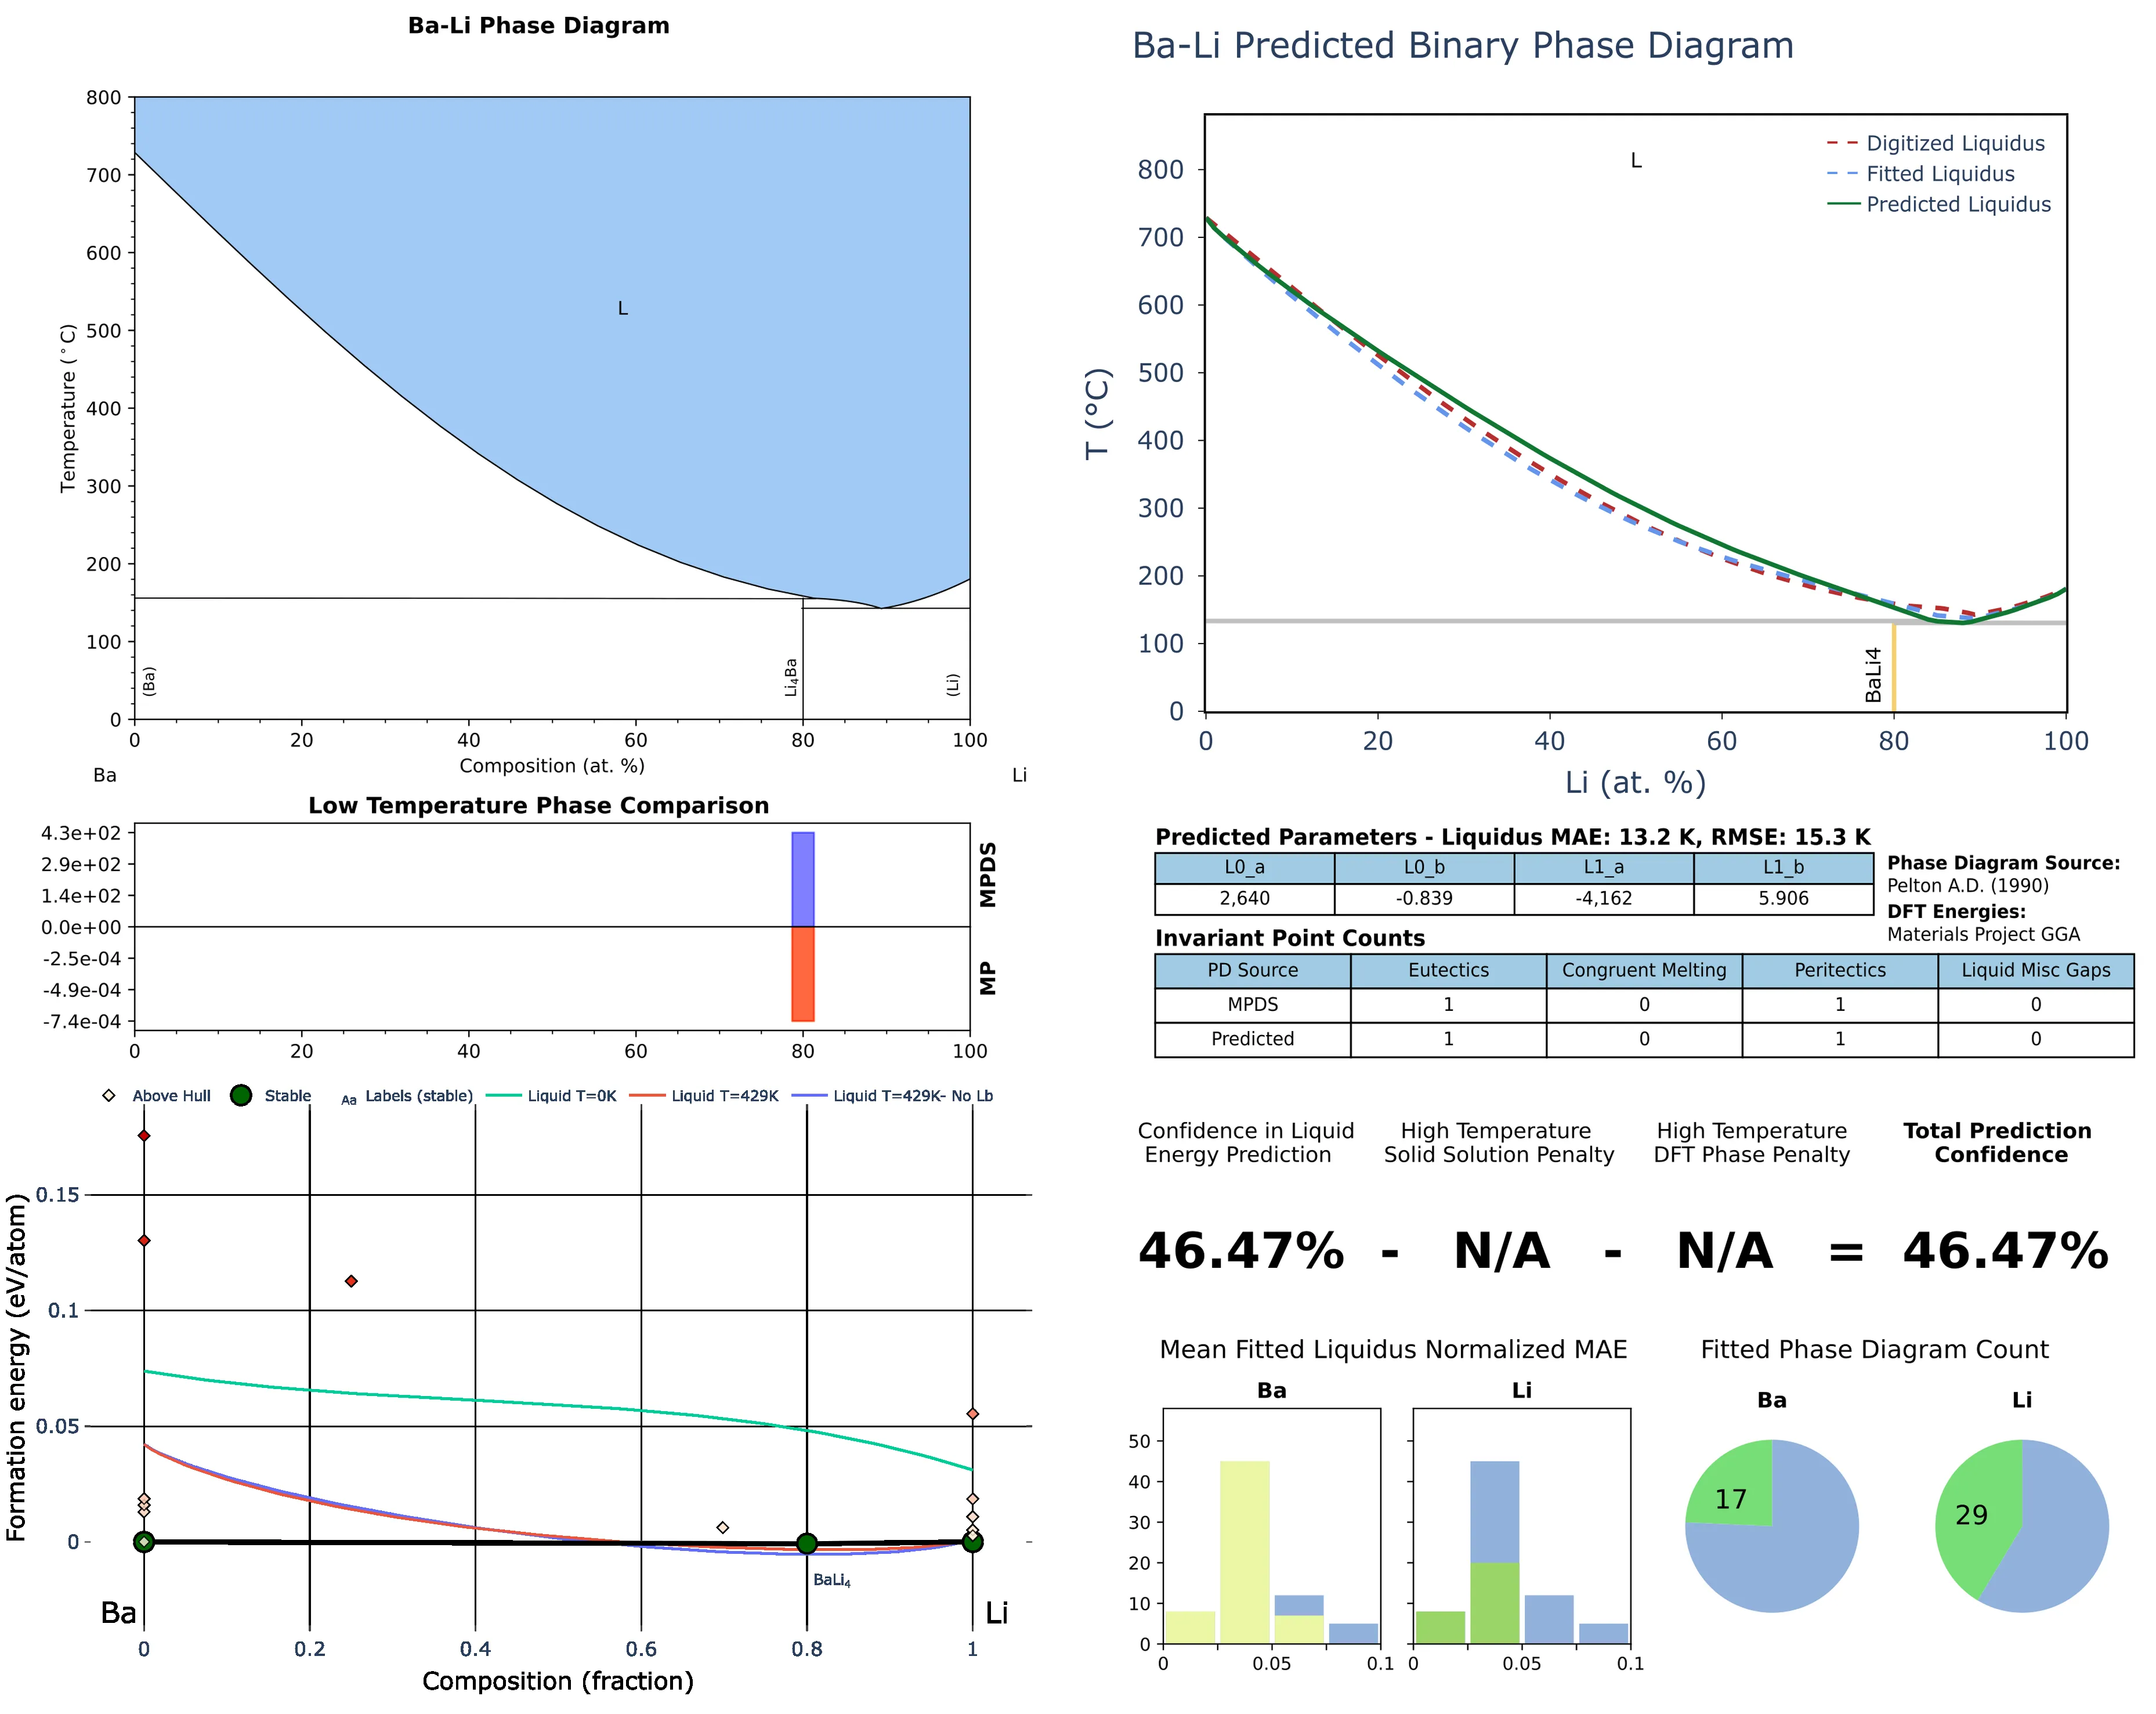 Ba-Li Phase Diagram
800
700
600
500
400
300
200
100
0
Temperature (°C)
L
(Ba)
Li4Ba
(Li)
0 20 40 60 80 100
Composition (at. %)
Ba Li
Low Temperature Phase Comparison
4.3e+02
2.9e+02
1.4e+02
0.0e+00
-2.5e-04
-4.9e-04
-7.4e-04
MPDS
MP
0 20 40 60 80 100
Above Hull Stable Aa Labels (stable) Liquid T=0K Liquid T=429K Liquid T=429K- No Lb
0.15
0.1
0.05
0
Formation energy (eV/atom)
BaLi4
Ba Li
0 0.2 0.4 0.6 0.8 1
Composition (fraction)
Ba-Li Predicted Binary Phase Diagram
L
Digitized Liquidus
Fitted Liquidus
Predicted Liquidus
800
700
600
500
400
300
200
100
0
T (°C)
BaLi4
0 20 40 60 80 100
Li (at. %)
Predicted Parameters - Liquidus MAE: 13.2 K, RMSE: 15.3 K
L0_a L0_b L1_a L1_b
2,640 -0.839 -4,162 5.906
Phase Diagram Source:
Pelton A.D. (1990)
DFT Energies:
Materials Project GGA
Invariant Point Counts
PD Source Eutectics Congruent Melting Peritectics Liquid Misc Gaps
MPDS 1 0 1 0
Predicted 1 0 1 0
Confidence in Liquid High Temperature High Temperature Total Prediction
Energy Prediction Solid Solution Penalty DFT Phase Penalty Confidence
46.47% - N/A - N/A = 46.47%
Mean Fitted Liquidus Normalized MAE
Ba Li
50
40
30
20
10
0
0 0.05 0.1 0 0.05 0.1
Fitted Phase Diagram Count
Ba Li
17 29